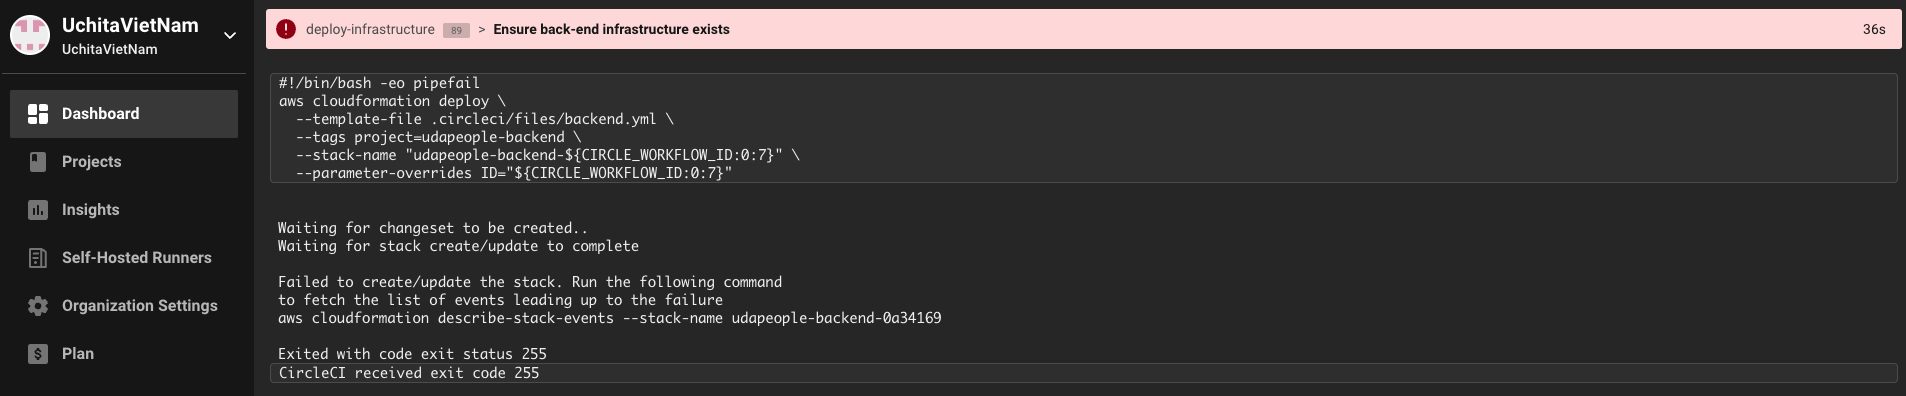 UchitaVietNam
UchitaVietNam
Dashboard
Projects
Insights
Self-Hosted Runners
Organization Settings
Plan
deploy-infrastructure 89 > Ensure back-end infrastructure exists 36s
#!/bin/bash -eo pipefail
aws cloudformation deploy \
  --template-file .circleci/files/backend.yml \
  --tags project=udapeople-backend \
  --stack-name "udapeople-backend-${CIRCLE_WORKFLOW_ID:0:7}" \
  --parameter-overrides ID="${CIRCLE_WORKFLOW_ID:0:7}"
Waiting for changeset to be created..
Waiting for stack create/update to complete
Failed to create/update the stack. Run the following command
to fetch the list of events leading up to the failure
aws cloudformation describe-stack-events --stack-name udapeople-backend-0a34169
Exited with code exit status 255
CircleCI received exit code 255